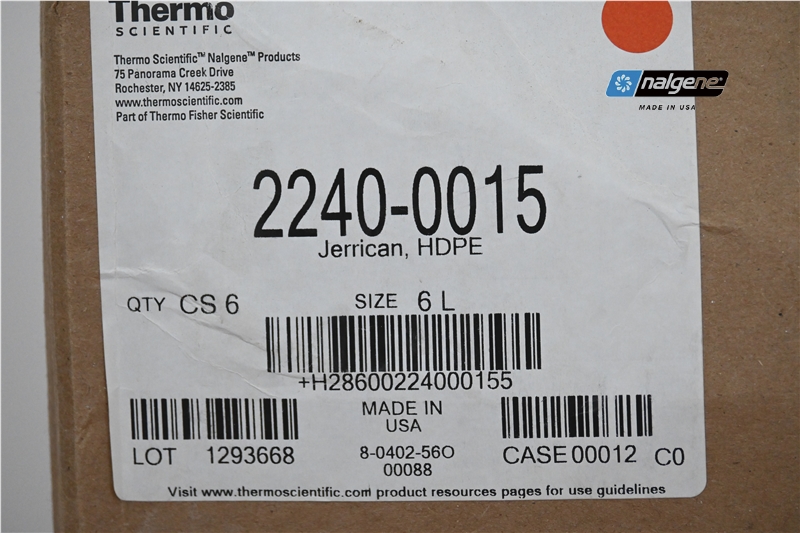 Thermo
SCIENTIFIC
Thermo Scientific™ Nalgene™ Products
75 Panorama Creek Drive
Rochester, NY 14625-2385
www.thermoscientific.com
Part of Thermo Fisher Scientific
nalgene®
MADE IN USA
2240-0015
Jerrican, HDPE
QTY CS 6 SIZE 6 L
+H28600224000155
MADE IN
USA
LOT 1293668 8-0402-56O CASE 00012 C0
00088
Visit www.thermoscientific.com product resources pages for use guidelines